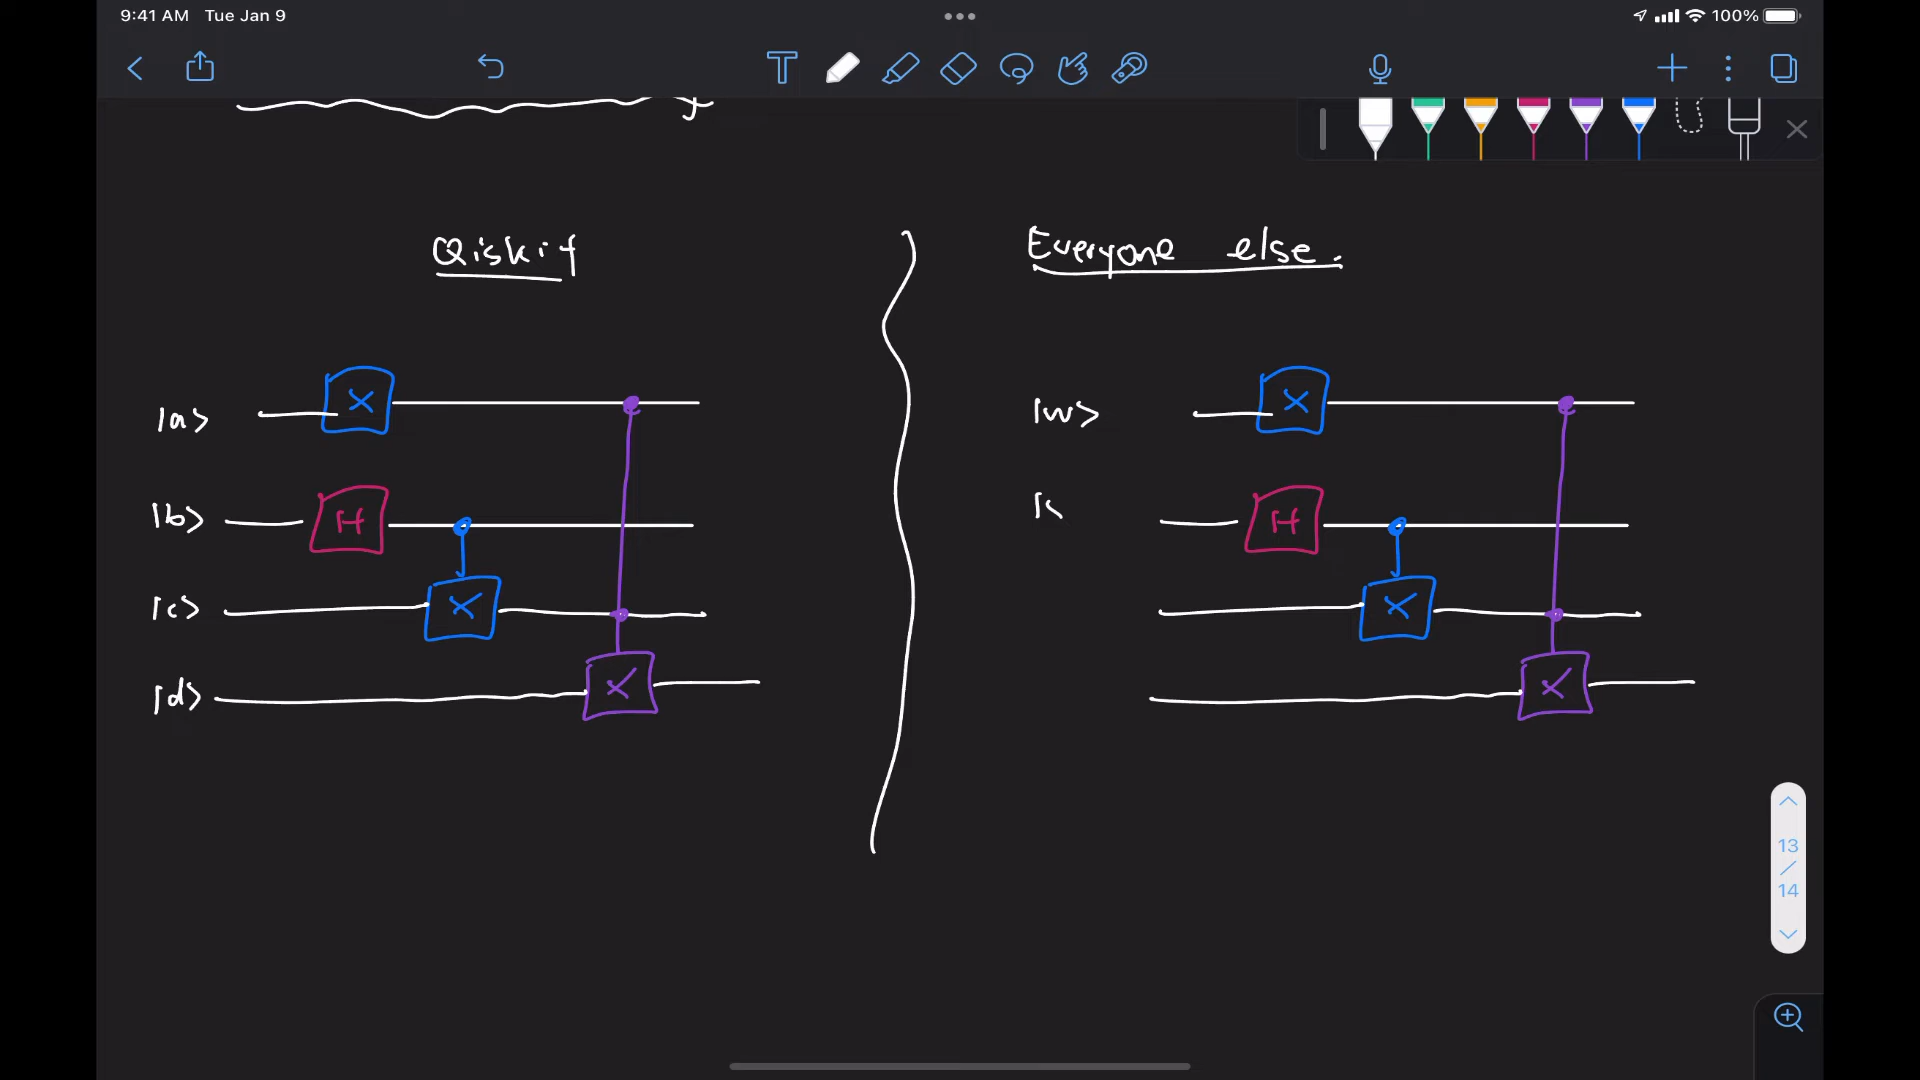 9:41 AM Tue Jan 9
100%
T
Qiskit
Everyone else.
|a> X
|b> H
|c> X
|d> X
|w> X
H
X
X
13
/
14